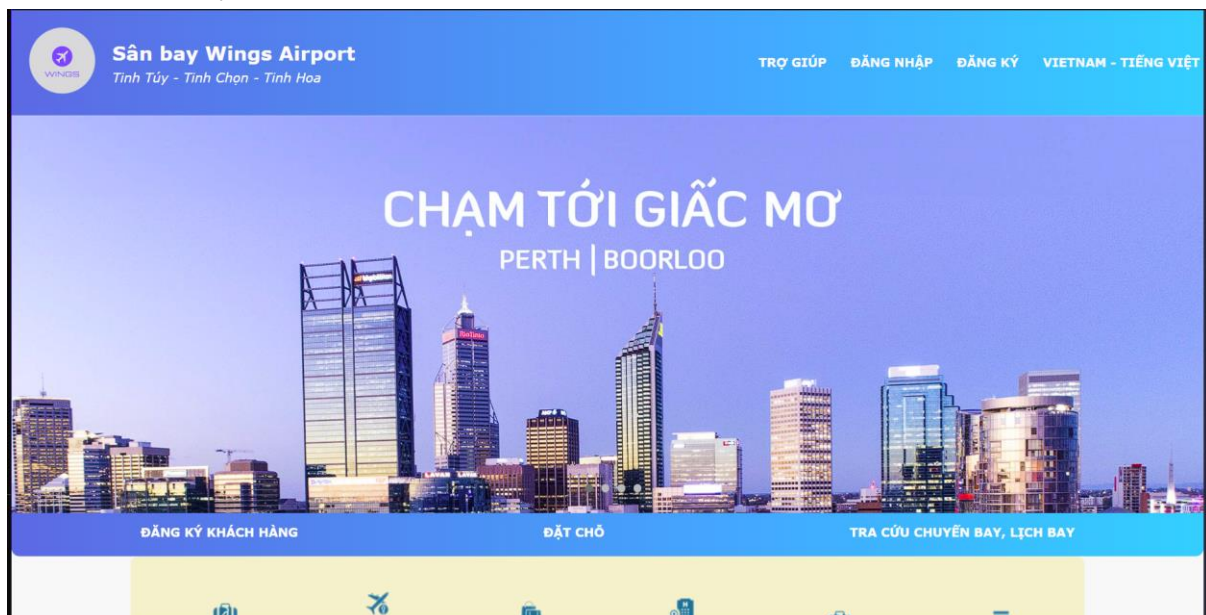 WINGS
Sân bay Wings Airport
Tinh Túy - Tinh Chọn - Tinh Hoa
TRỢ GIÚP ĐĂNG NHẬP ĐĂNG KÝ VIETNAM - TIẾNG VIỆT
CHẠM TỚI GIẤC MƠ
PERTH | BOORLOO
RioTinto
ĐĂNG KÝ KHÁCH HÀNG ĐẶT CHỖ TRA CỨU CHUYẾN BAY, LỊCH BAY